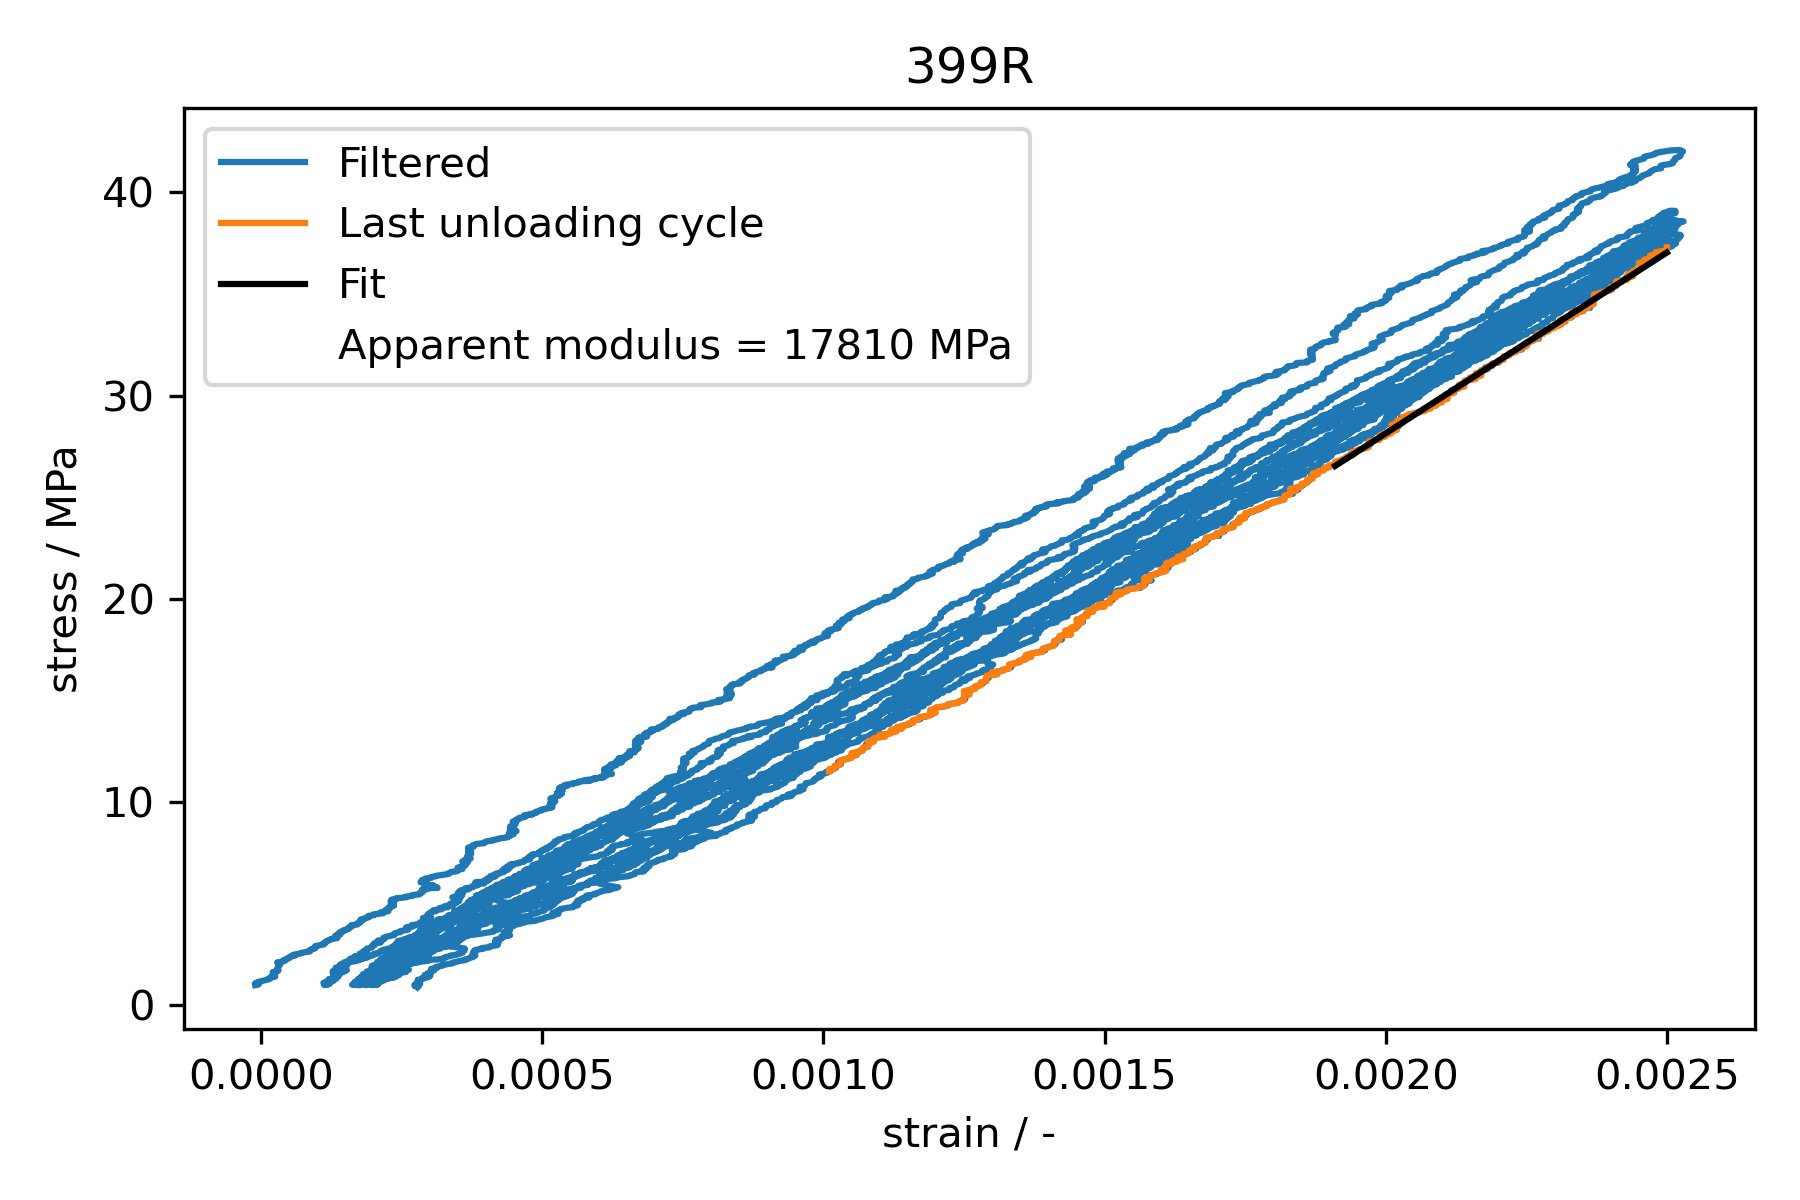 399R
Filtered
Last unloading cycle
Fit
Apparent modulus = 17810 MPa
40
30
20
10
0
stress / MPa
0.0000 0.0005 0.0010 0.0015 0.0020 0.0025
strain / -